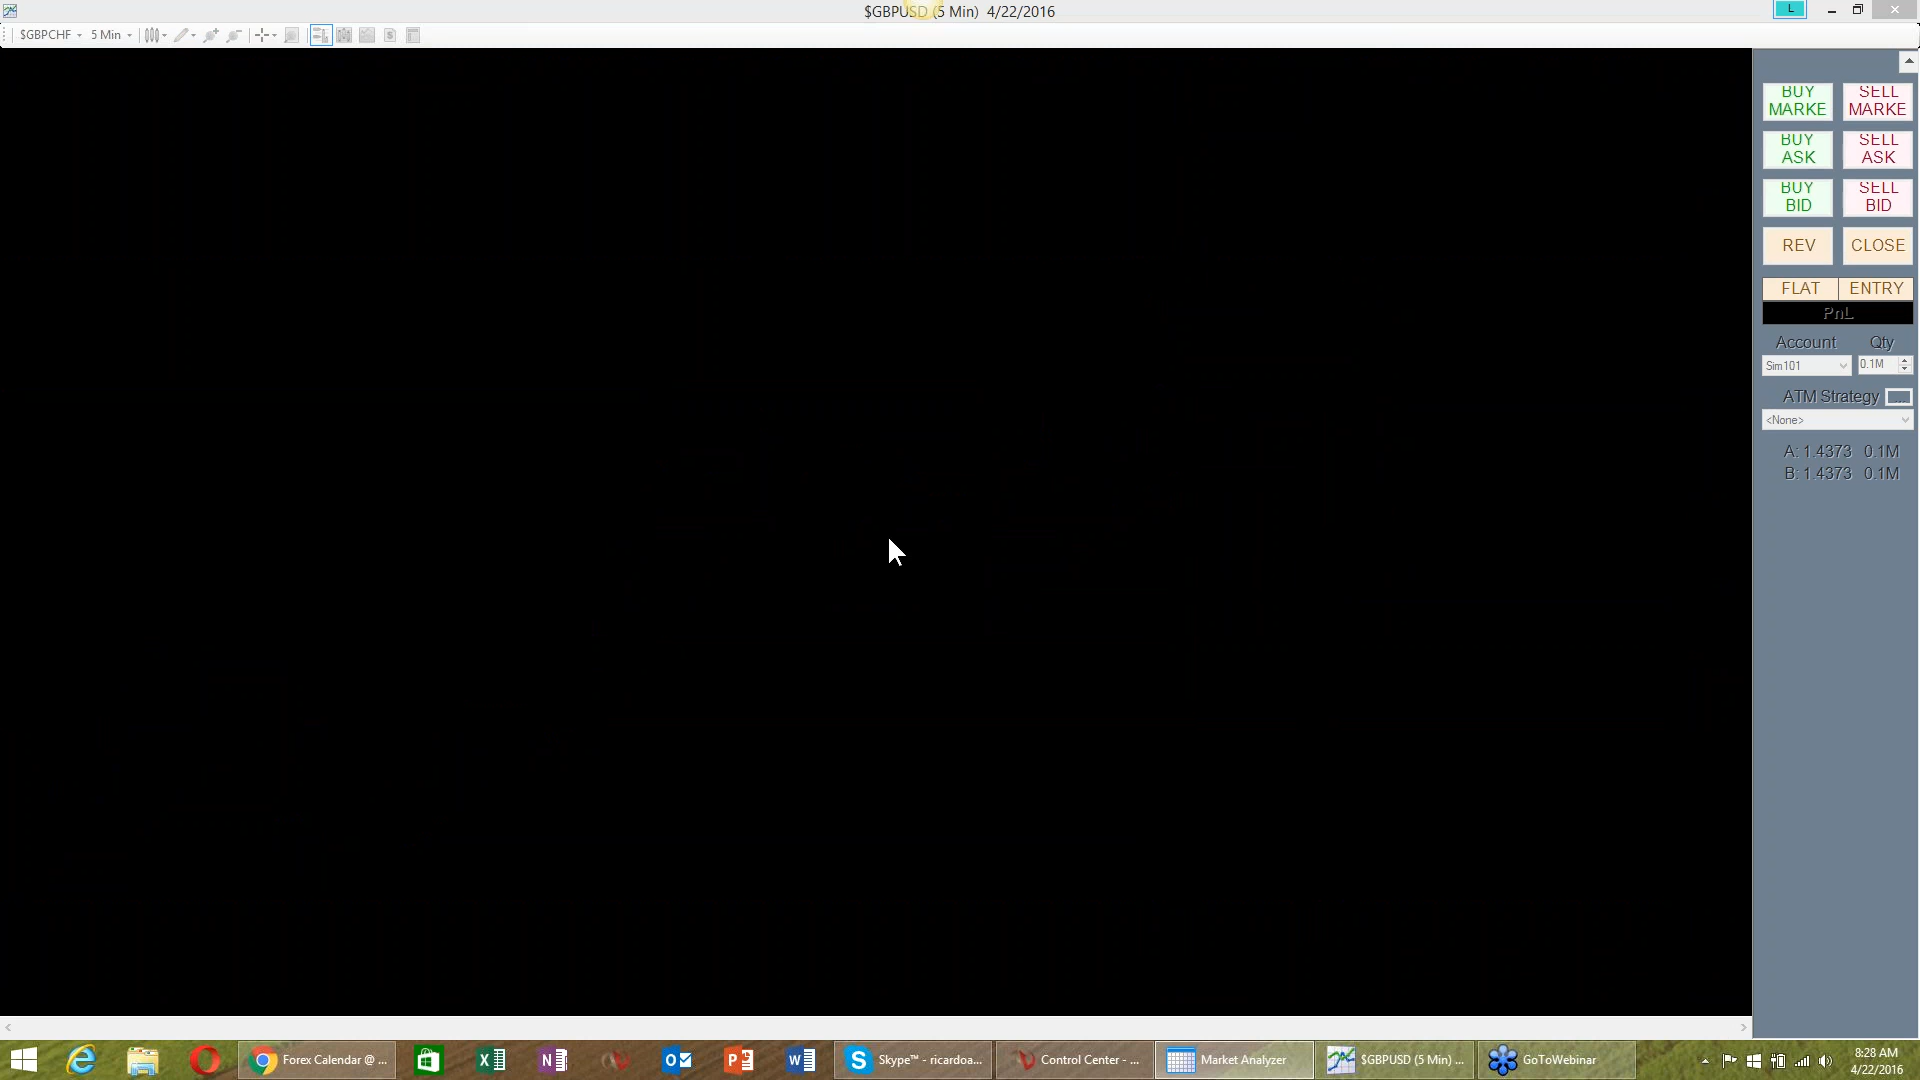 $GBPUSD (5 Min)  4/22/2016
L
$GBPCHF
5 Min
BUY
MARKE
SELL
MARKE
BUY
ASK
SELL
ASK
BUY
BID
SELL
BID
REV
CLOSE
FLAT
ENTRY
PnL
Account
Qty
Sim101
0.1M
ATM Strategy
...
<None>
A: 1.4373 0.1M
B: 1.4373 0.1M
Forex Calendar @ ...
Skype™ - ricardoa...
Control Center - ...
Market Analyzer
$GBPUSD (5 Min) ...
GoToWebinar
8:28 AM
4/22/2016